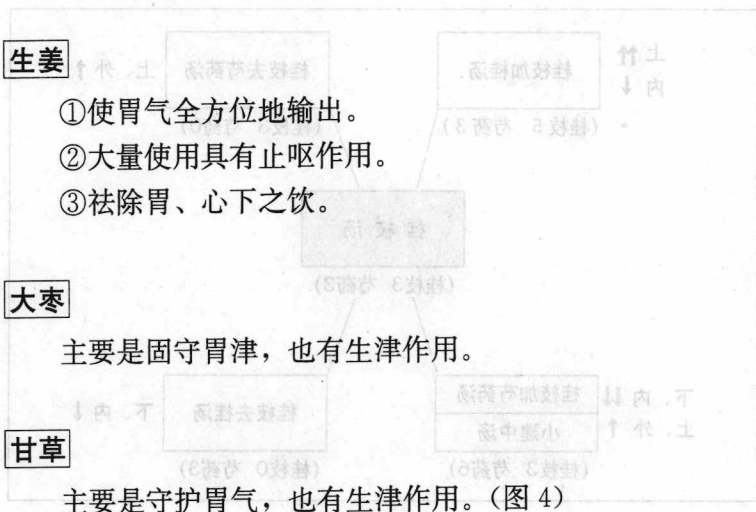 生姜
①使胃气全方位地输出。
②大量使用具有止呕作用。
③祛除胃、心下之饮。
大枣
主要是固守胃津，也有生津作用。
甘草
主要是守护胃气，也有生津作用。(图 4)